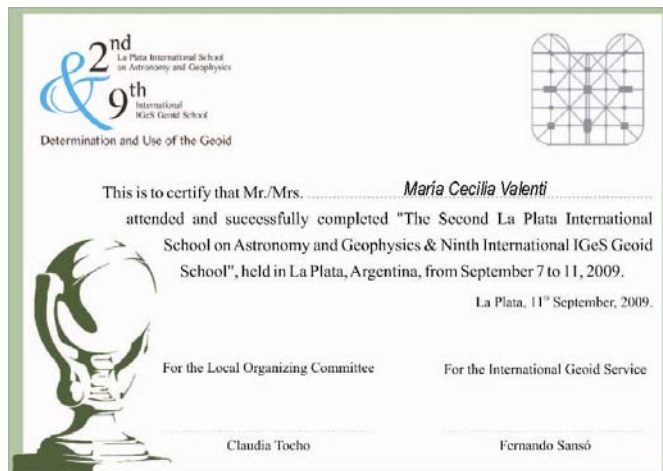 2nd
La Plata International School
on Astronomy and Geophysics
&
9th
International
IGeS Geoid School
Determination and Use of the Geoid
This is to certify that Mr./Mrs. María Cecilia Valenti
attended and successfully completed "The Second La Plata International
School on Astronomy and Geophysics & Ninth International IGeS Geoid
School", held in La Plata, Argentina, from September 7 to 11, 2009.
La Plata, 11º September, 2009.
For the Local Organizing Committee
For the International Geoid Service
Claudia Tocho
Fernando Sansó